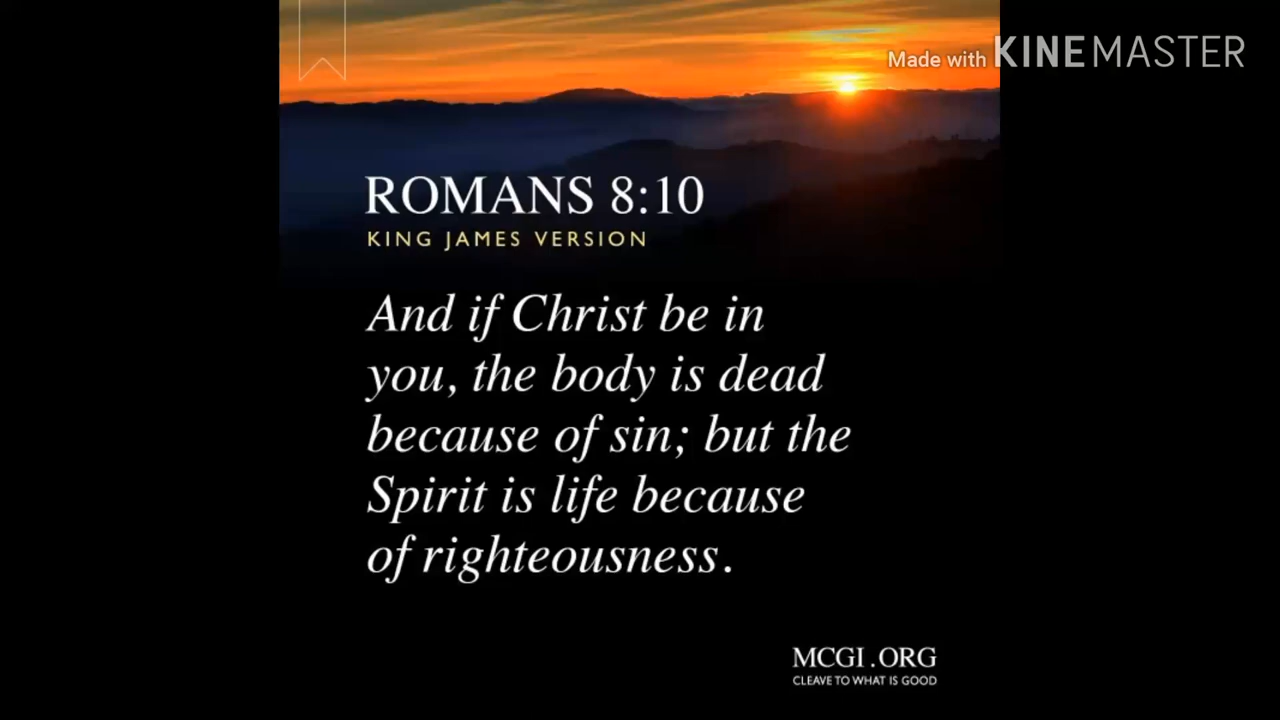 Made with KINEMASTER
ROMANS 8:10
KING JAMES VERSION
And if Christ be in
you, the body is dead
because of sin; but the
Spirit is life because
of righteousness.
MCGI.ORG
CLEAVE TO WHAT IS GOOD